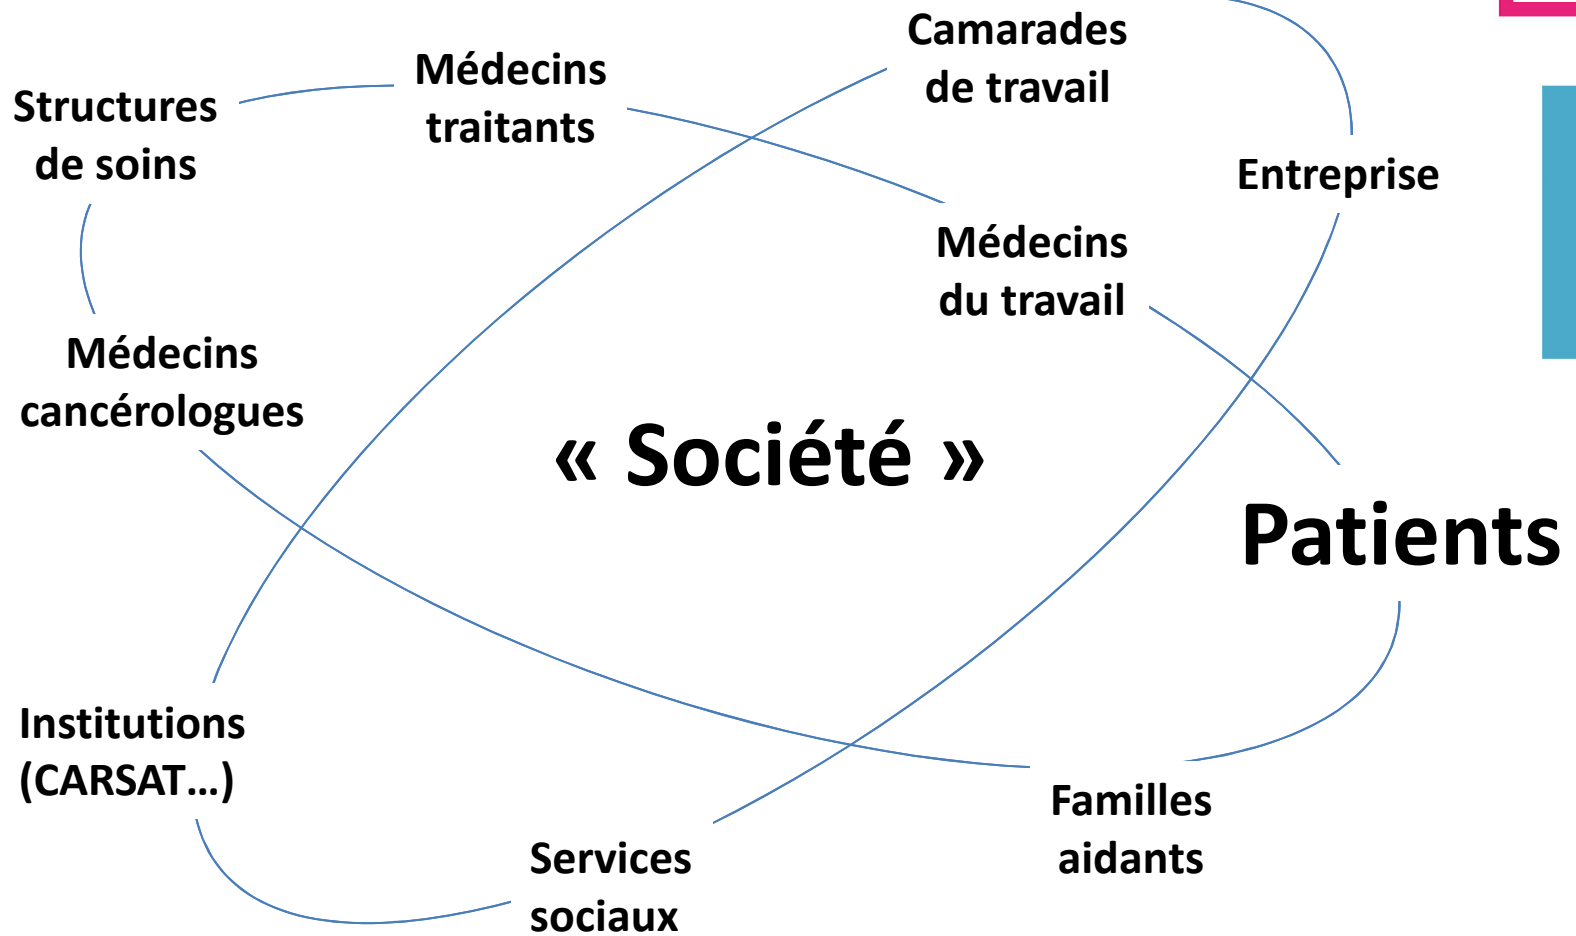 Camarades
de travail
Médecins
traitants
Structures
de soins
Entreprise
Médecins
du travail
Médecins
cancérologues
« Société »
Patients
Institutions
(CARSAT…)
Familles
aidants
Services
sociaux